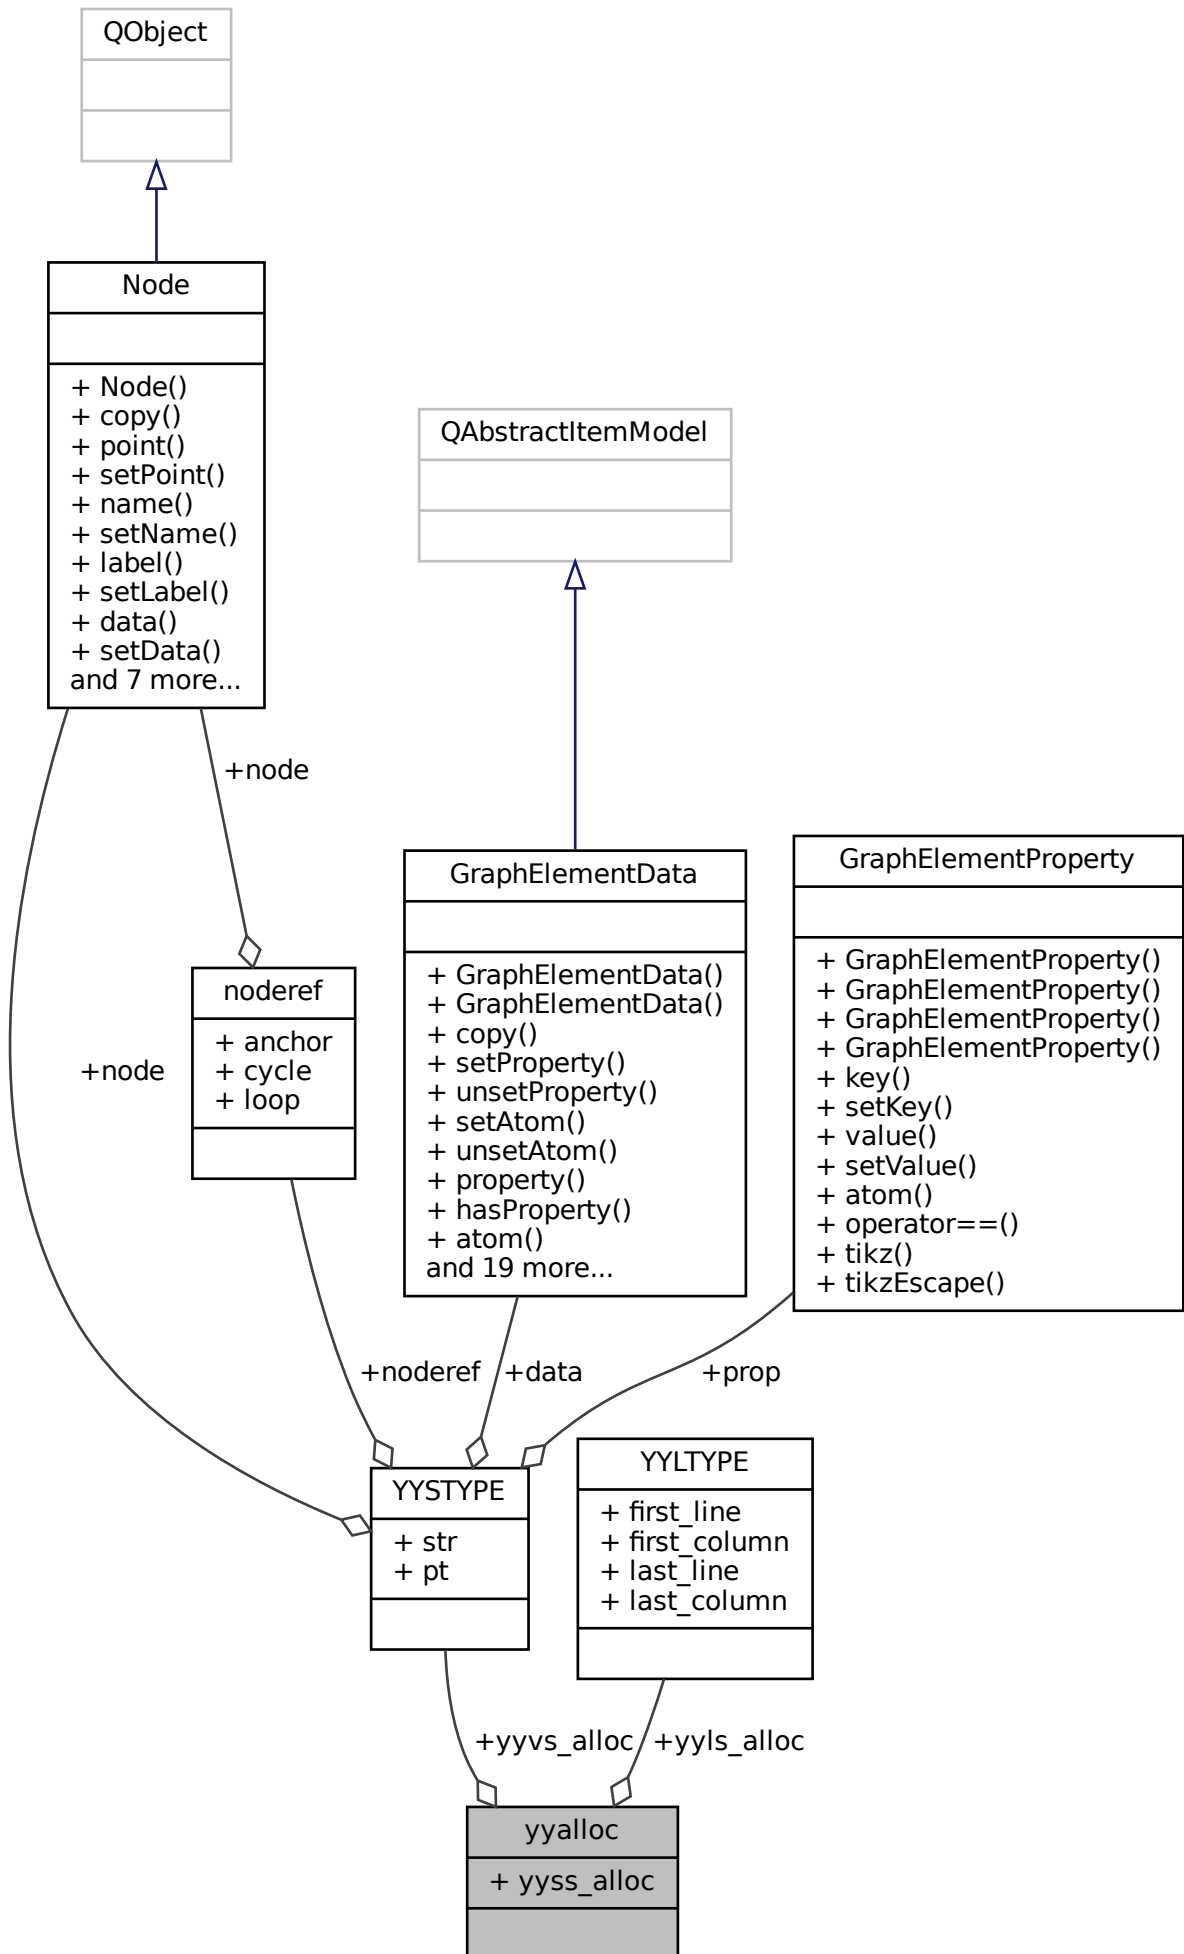 QObject
Node
+ Node()
+ copy()
+ point()
+ setPoint()
+ name()
+ setName()
+ label()
+ setLabel()
+ data()
+ setData()
and 7 more...
QAbstractItemModel
+node
GraphElementProperty
+ GraphElementProperty()
+ GraphElementProperty()
+ GraphElementProperty()
+ GraphElementProperty()
+ key()
+ setKey()
+ value()
+ setValue()
+ atom()
+ operator==()
+ tikz()
+ tikzEscape()
GraphElementData
+ GraphElementData()
+ GraphElementData()
+ copy()
+ setProperty()
+ unsetProperty()
+ setAtom()
+ unsetAtom()
+ property()
+ hasProperty()
+ atom()
and 19 more...
noderef
+ anchor
+ cycle
+ loop
+node
+noderef
+data
+prop
YYSTYPE
+ str
+ pt
YYLTYPE
+ first_line
+ first_column
+ last_line
+ last_column
+yyvs_alloc
+yyls_alloc
yyalloc
+ yyss_alloc